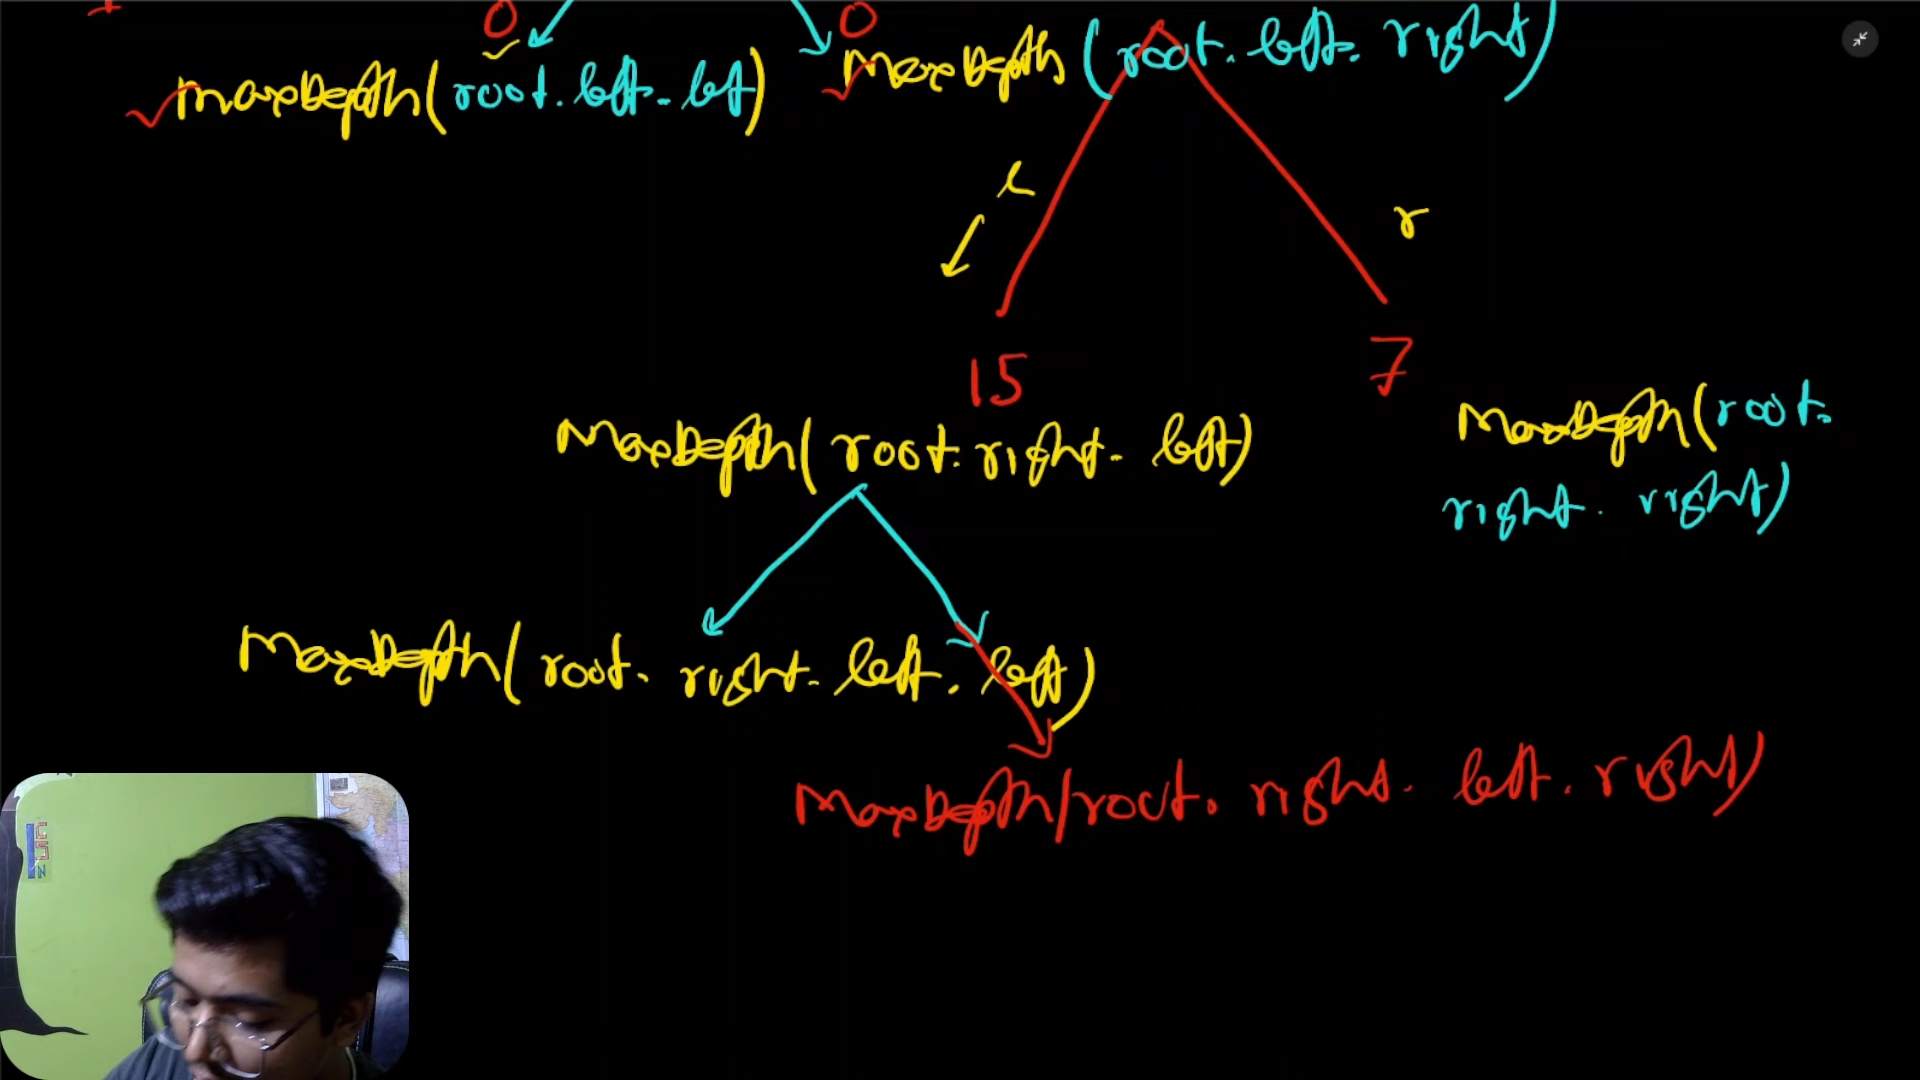 0
0
maxDepth(root.left.left)
MaxDepth (root.left.right)
l
r
15
7
MaxDepth(root.right.left)
MaxDepth(root.
right.right)
MaxDepth(root.right.left.left)
MaxDepth(root.right.left.right)